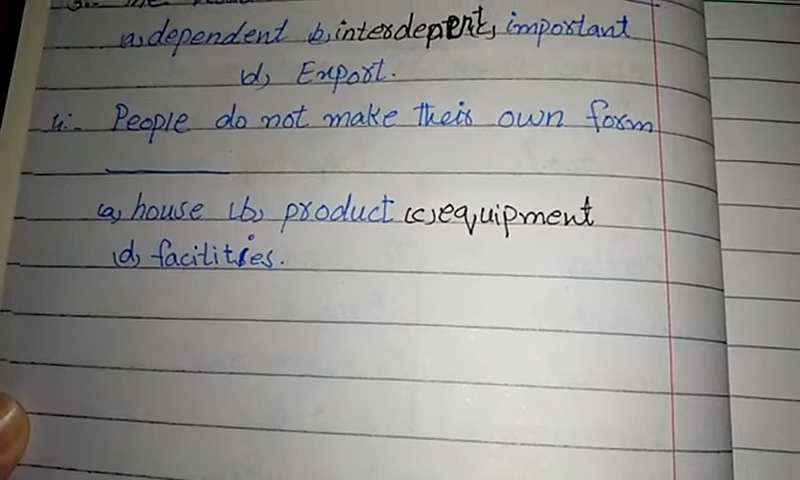 a, dependent b, interdepent, important
d, Export.
4:- People do not make their own form
(a, house (b, product (c, equipment
(d, facilities.